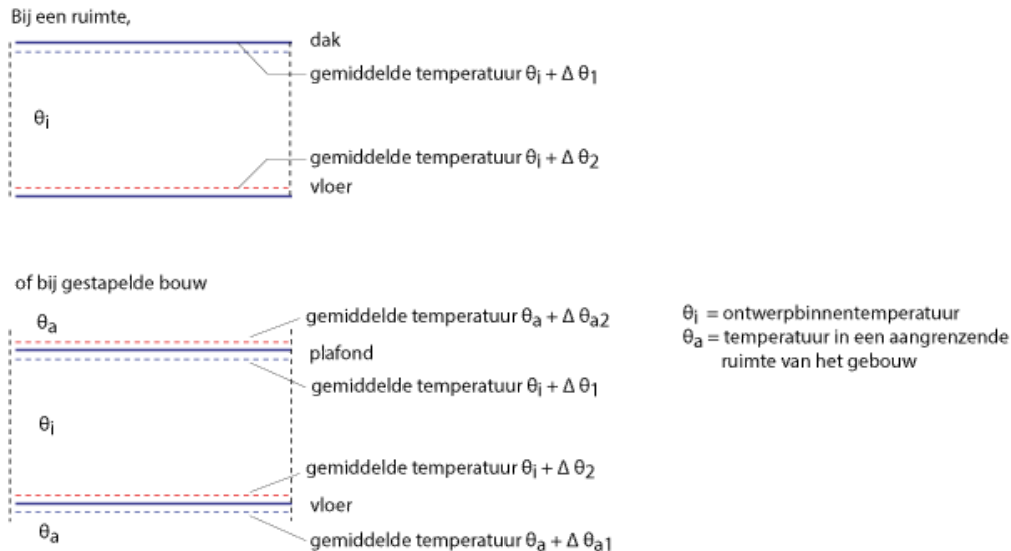 Bij een ruimte,
dak
gemiddelde temperatuur θi + Δ θ1
θi
gemiddelde temperatuur θi + Δ θ2
vloer
of bij gestapelde bouw
θa
gemiddelde temperatuur θa + Δ θa2
plafond
gemiddelde temperatuur θi + Δ θ1
θi
gemiddelde temperatuur θi + Δ θ2
vloer
θa
gemiddelde temperatuur θa + Δ θa1
θi = ontwerpbinnentemperatuur
θa = temperatuur in een aangrenzende
ruimte van het gebouw